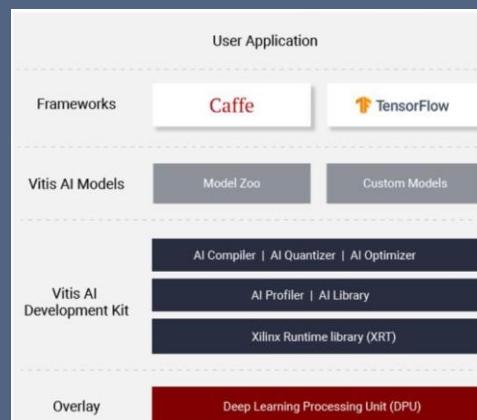 User Application
Frameworks
Caffe
TensorFlow
Vitis AI Models
Model Zoo
Custom Models
Vitis AI
Development Kit
AI Compiler | AI Quantizer | AI Optimizer
AI Profiler | AI Library
Xilinx Runtime library (XRT)
Overlay
Deep Learning Processing Unit (DPU)